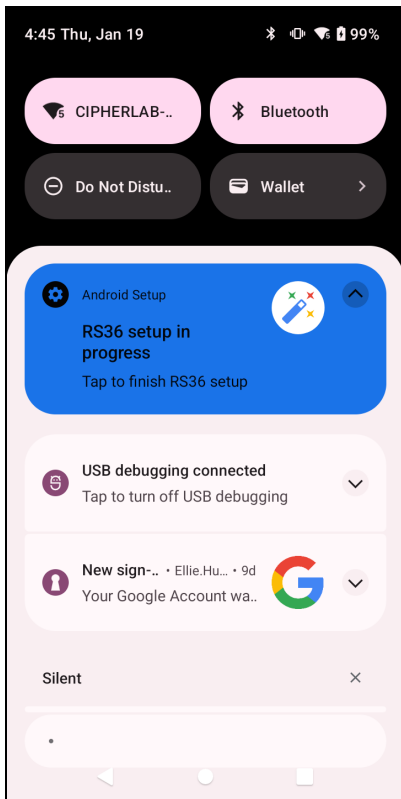 4:45 Thu, Jan 19 99%
CIPHERLAB-..
Bluetooth
Do Not Distu..
Wallet
Android Setup
RS36 setup in
progress
Tap to finish RS36 setup
USB debugging connected
Tap to turn off USB debugging
New sign-.. • Ellie.Hu… • 9d
Your Google Account wa..
Silent